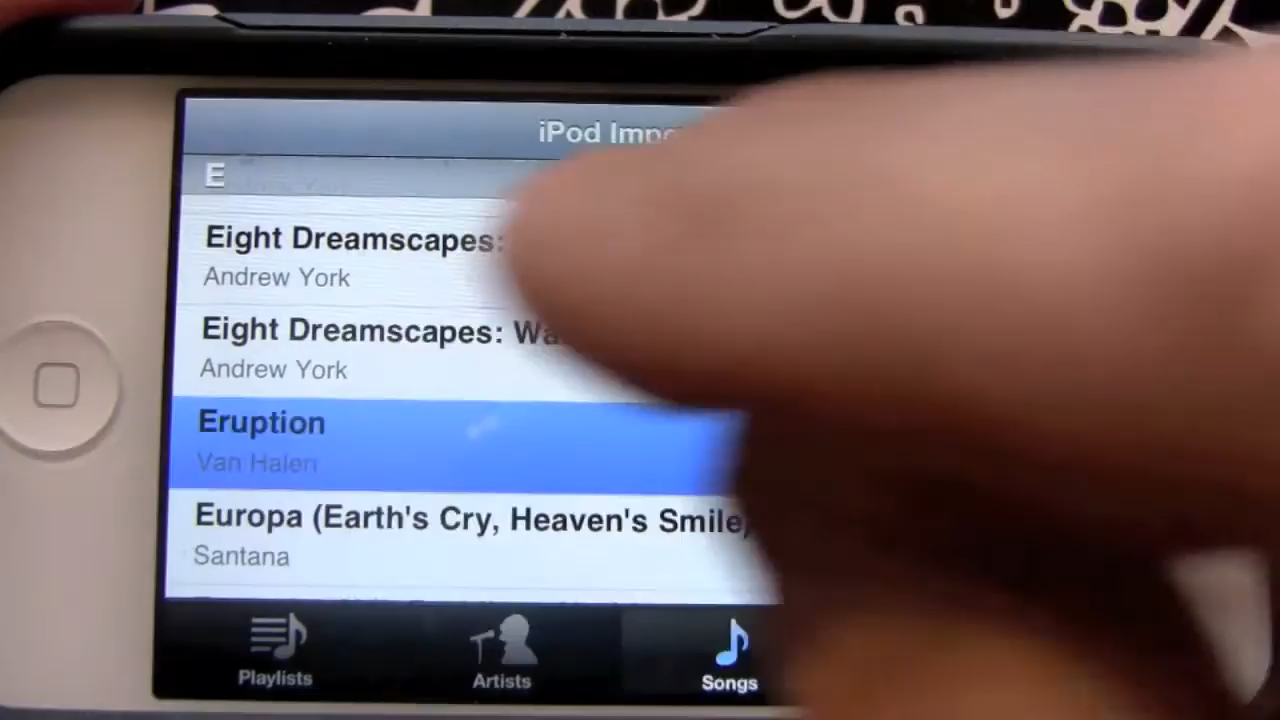 iPod Impo
E
Eight Dreamscapes:
Andrew York
Eight Dreamscapes: Wa
Andrew York
Eruption
Van Halen
Europa (Earth's Cry, Heaven's Smile)
Santana
Playlists
Artists
Songs